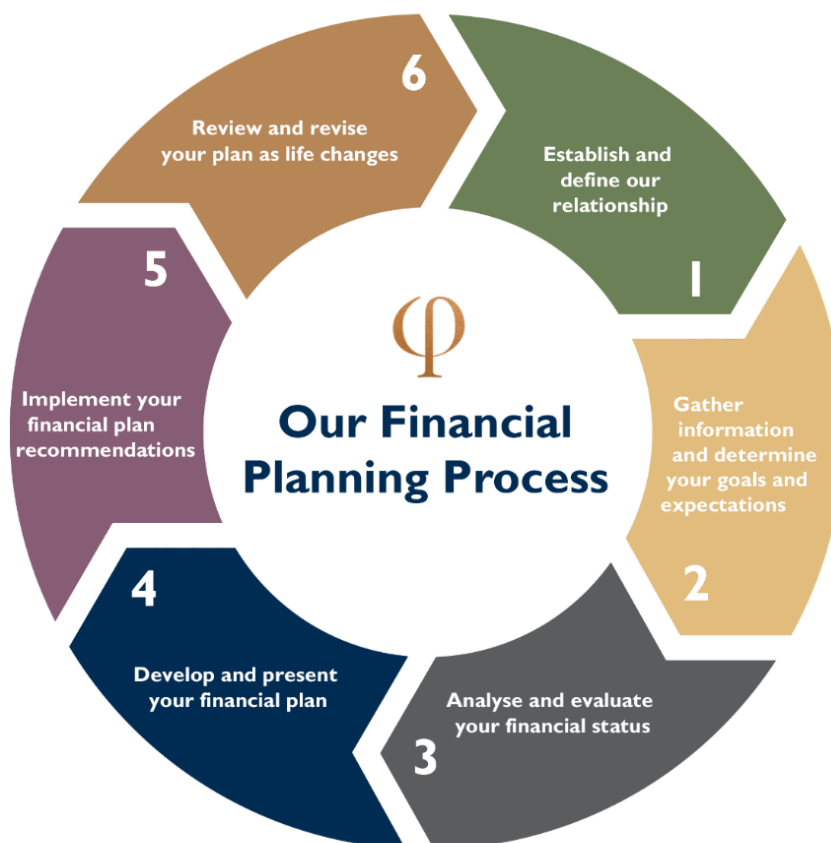 φ
Our Financial
Planning Process
1
Establish and
define our
relationship
2
Gather
information
and determine
your goals and
expectations
3
Analyse and evaluate
your financial status
4
Develop and present
your financial plan
5
Implement your
financial plan
recommendations
6
Review and revise
your plan as life changes